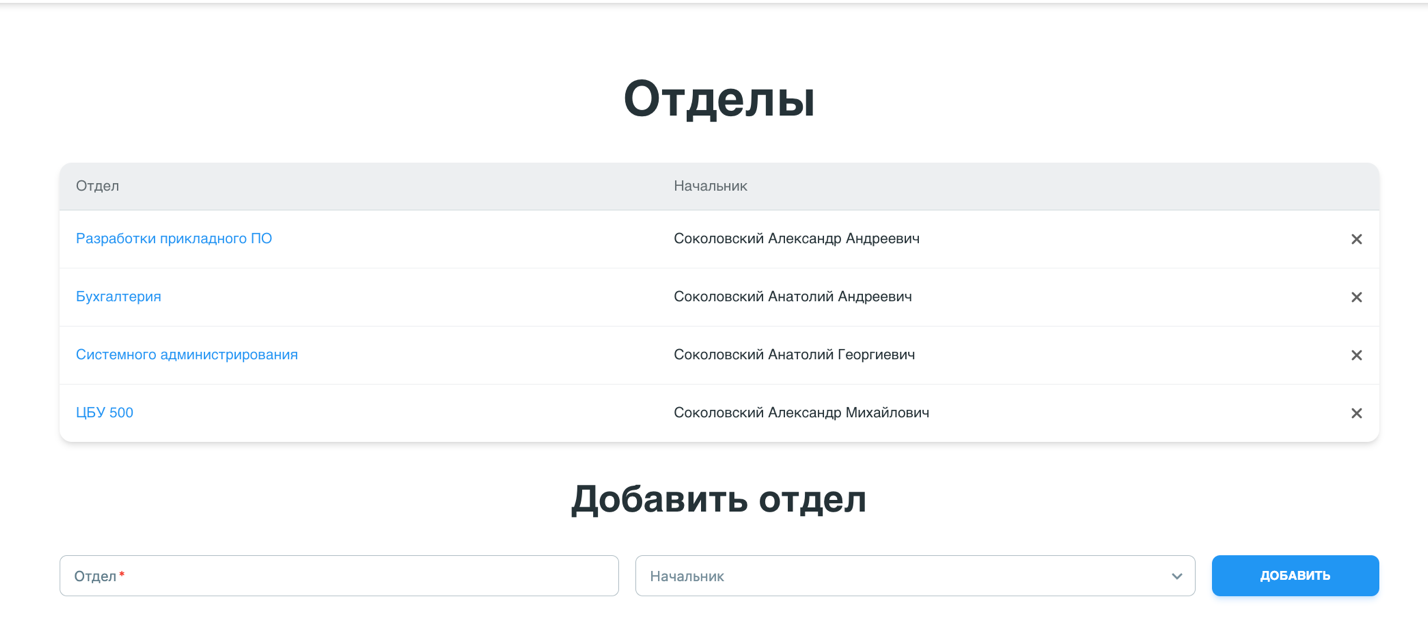 Отделы
Отдел Начальник
Разработки прикладного ПО Соколовский Александр Андреевич
Бухгалтерия Соколовский Анатолий Андреевич
Системного администрирования Соколовский Анатолий Георгиевич
ЦБУ 500 Соколовский Александр Михайлович
Добавить отдел
Отдел* Начальник ДОБАВИТЬ